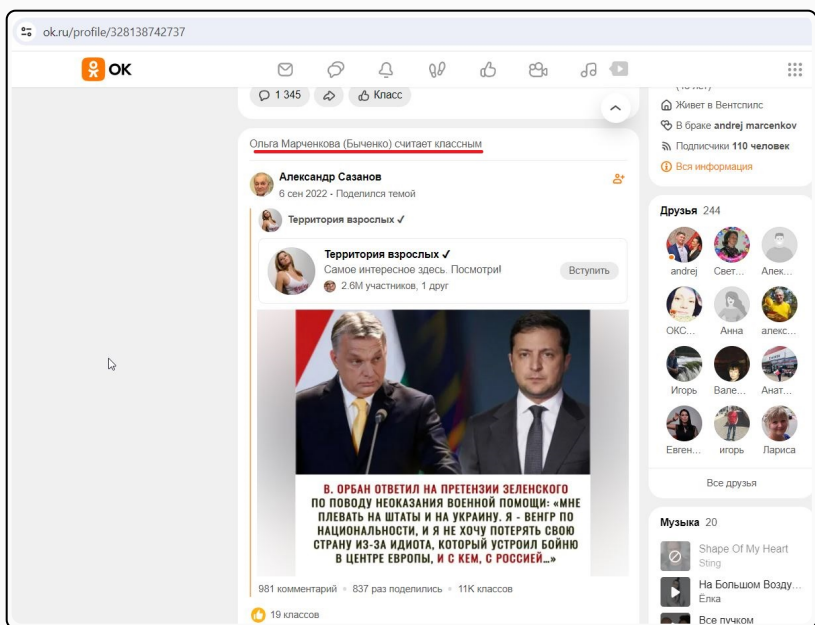 ok.ru/profile/328138742737
OK
1 345
Класс
Ольга Марченкова (Быченко) считает классным
Александр Сазанов
6 сен 2022 - Поделился темой
Территория взрослых ✓
Территория взрослых ✓
Самое интересное здесь. Посмотри!
2.6М участников, 1 друг
Вступить
В. ОРБАН ОТВЕТИЛ НА ПРЕТЕНЗИИ ЗЕЛЕНСКОГО
ПО ПОВОДУ НЕОКАЗАНИЯ ВОЕННОЙ ПОМОЩИ: «МНЕ
ПЛЕВАТЬ НА ШТАТЫ И НА УКРАИНУ. Я - ВЕНГР ПО
НАЦИОНАЛЬНОСТИ, И Я НЕ ХОЧУ ПОТЕРЯТЬ СВОЮ
СТРАНУ ИЗ-ЗА ИДИОТА, КОТОРЫЙ УСТРОИЛ БОЙНЮ
В ЦЕНТРЕ ЕВРОПЫ, И С КЕМ, С РОССИЕЙ...»
981 комментарий • 837 раз поделились • 11К классов
19 классов
Живет в Вентспилс
В браке andrej marcenkov
Подписчики 110 человек
Вся информация
Друзья 244
andrej Свет... Алек...
ОКС... Анна алекс...
Игорь Вале... Анат...
Евген... игорь Лариса
Все друзья
Музыка 20
Shape Of My Heart
Sting
На Большом Возду...
Ёлка
Все пучком